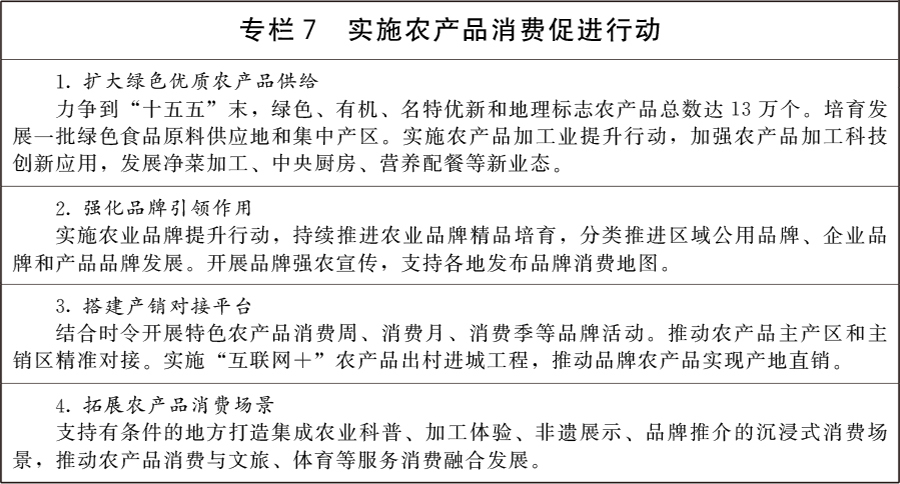 专栏 7　实施农产品消费促进行动
1. 扩大绿色优质农产品供给
力争到“十五五”末，绿色、有机、名特优新和地理标志农产品总数达 13 万个。培育发
展一批绿色食品原料供应地和集中产区。实施农产品加工业提升行动，加强农产品加工科技
创新应用，发展净菜加工、中央厨房、营养配餐等新业态。
2. 强化品牌引领作用
实施农业品牌提升行动，持续推进农业品牌精品培育，分类推进区域公用品牌、企业品
牌和产品品牌发展。开展品牌强农宣传，支持各地发布品牌消费地图。
3. 搭建产销对接平台
结合时令开展特色农产品消费周、消费月、消费季等品牌活动。推动农产品主产区和主
销区精准对接。实施“互联网＋”农产品出村进城工程，推动品牌农产品实现产地直销。
4. 拓展农产品消费场景
支持有条件的地方打造集成农业科普、加工体验、非遗展示、品牌推介的沉浸式消费场
景，推动农产品消费与文旅、体育等服务消费融合发展。